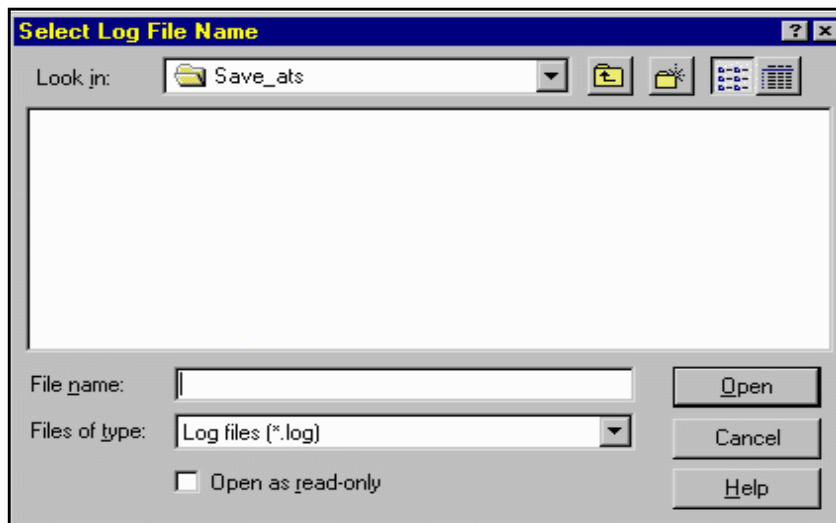 Select Log File Name
Look in:
Save_ats
File name:
Open
Files of type:
Log files (*.log)
Cancel
Open as read-only
Help